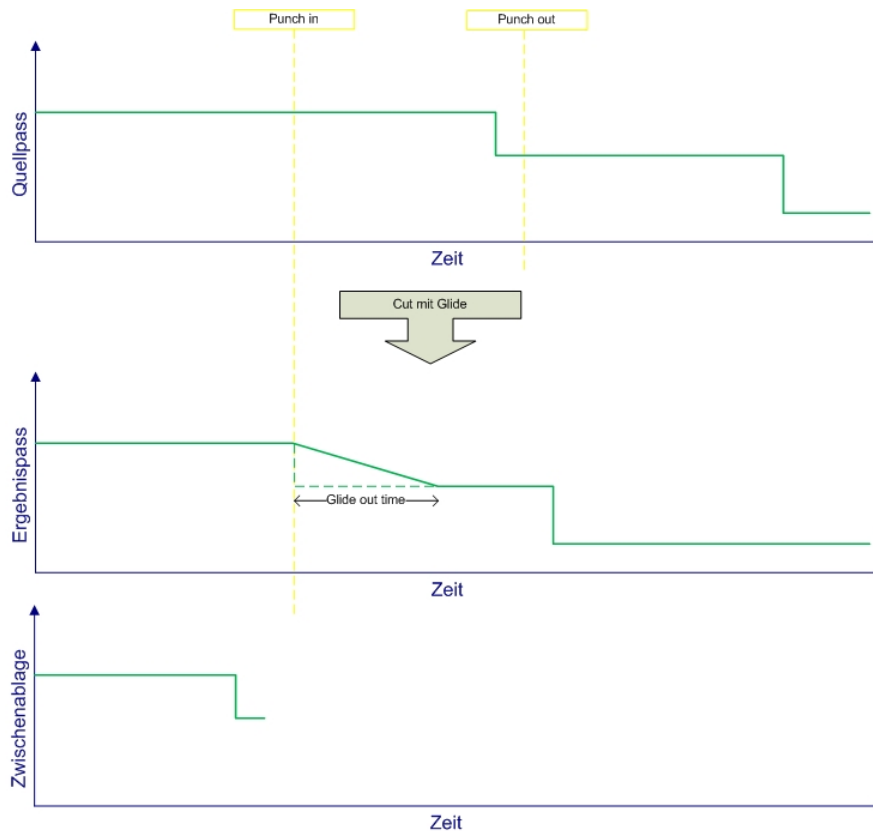 Punch in
Punch out
Quellpass
Zeit
Cut mit Glide
Ergebnispass
Glide out time
Zeit
Zwischenablage
Zeit